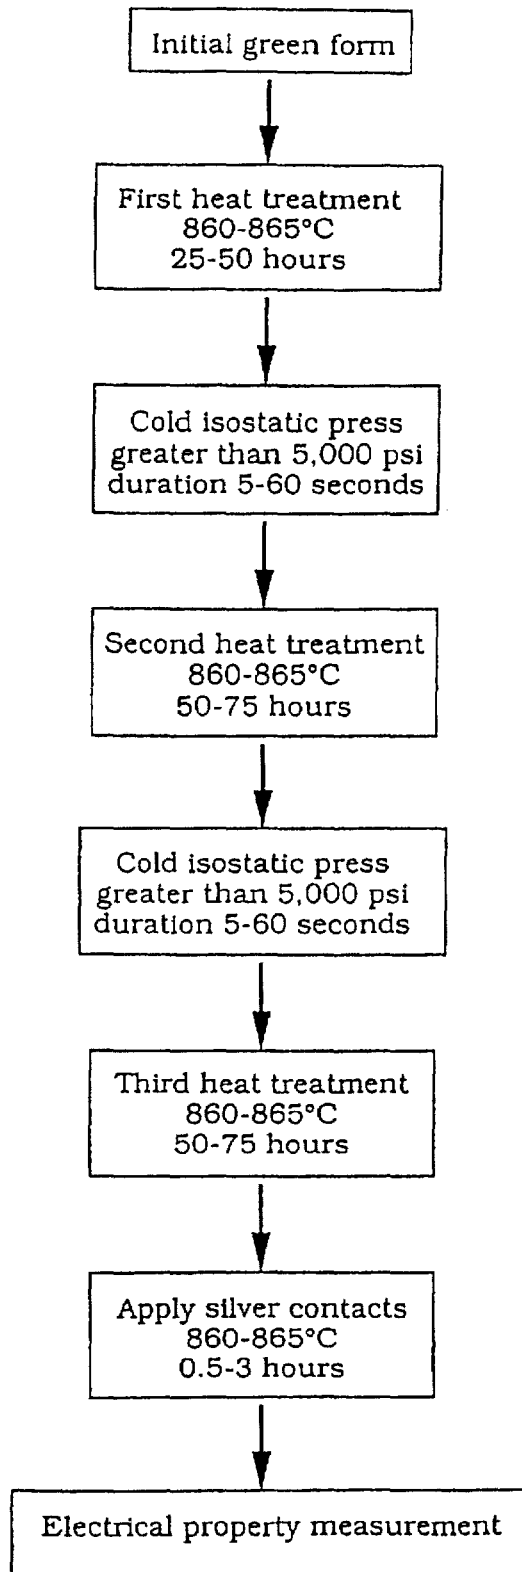 Initial green form
First heat treatment
860-865°C
25-50 hours
Cold isostatic press
greater than 5,000 psi
duration 5-60 seconds
Second heat treatment
860-865°C
50-75 hours
Cold isostatic press
greater than 5,000 psi
duration 5-60 seconds
Third heat treatment
860-865°C
50-75 hours
Apply silver contacts
860-865°C
0.5-3 hours
Electrical property measurement